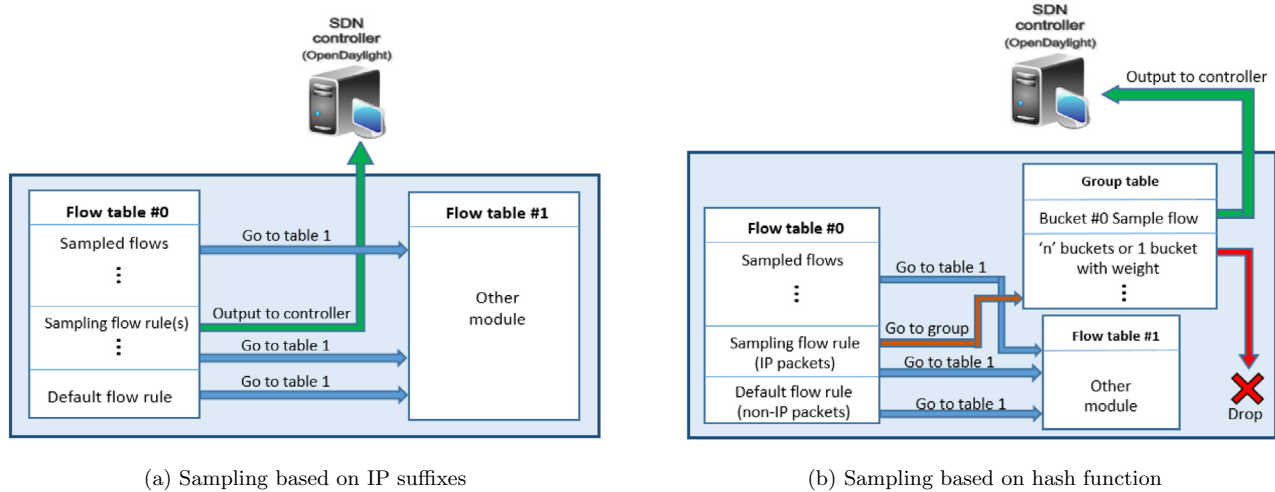 SDN
controller
(OpenDaylight)
Flow table #0
Sampled flows
Sampling flow rule(s)
Default flow rule
Go to table 1
Output to controller
Go to table 1
Go to table 1
Flow table #1
Other
module
(a) Sampling based on IP suffixes
SDN
controller
(OpenDaylight)
Output to controller
Group table
Bucket #0 Sample flow
‘n’ buckets or 1 bucket
with weight
Flow table #0
Sampled flows
Sampling flow rule
(IP packets)
Default flow rule
(non-IP packets)
Go to table 1
Go to group
Go to table 1
Go to table 1
Flow table #1
Other
module
Drop
(b) Sampling based on hash function